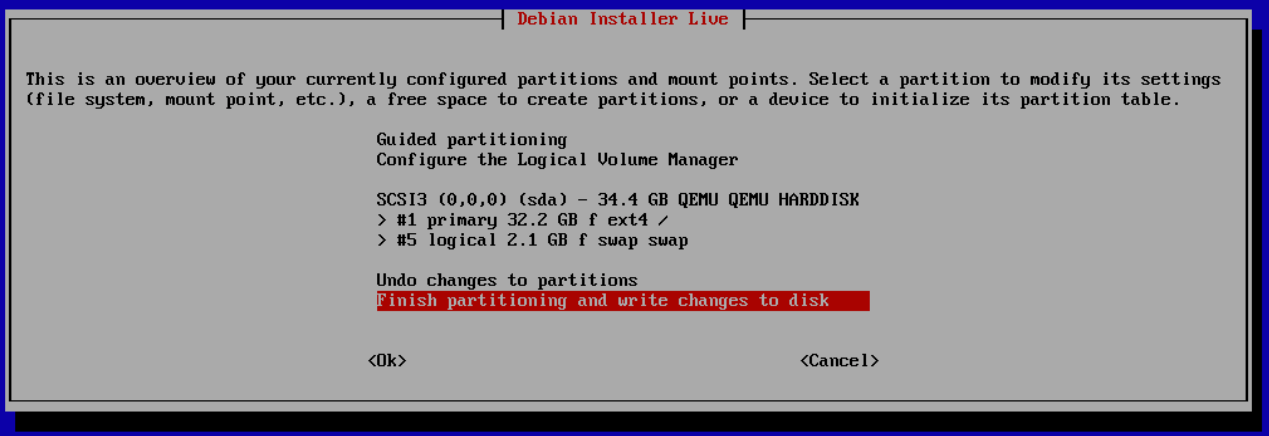 Debian Installer Live
This is an overview of your currently configured partitions and mount points. Select a partition to modify its settings
(file system, mount point, etc.), a free space to create partitions, or a device to initialize its partition table.
Guided partitioning
Configure the Logical Volume Manager
SCSI3 (0,0,0) (sda) - 34.4 GB QEMU QEMU HARDDISK
> #1 primary 32.2 GB f ext4 /
> #5 logical 2.1 GB f swap swap
Undo changes to partitions
Finish partitioning and write changes to disk
<Ok> <Cancel>